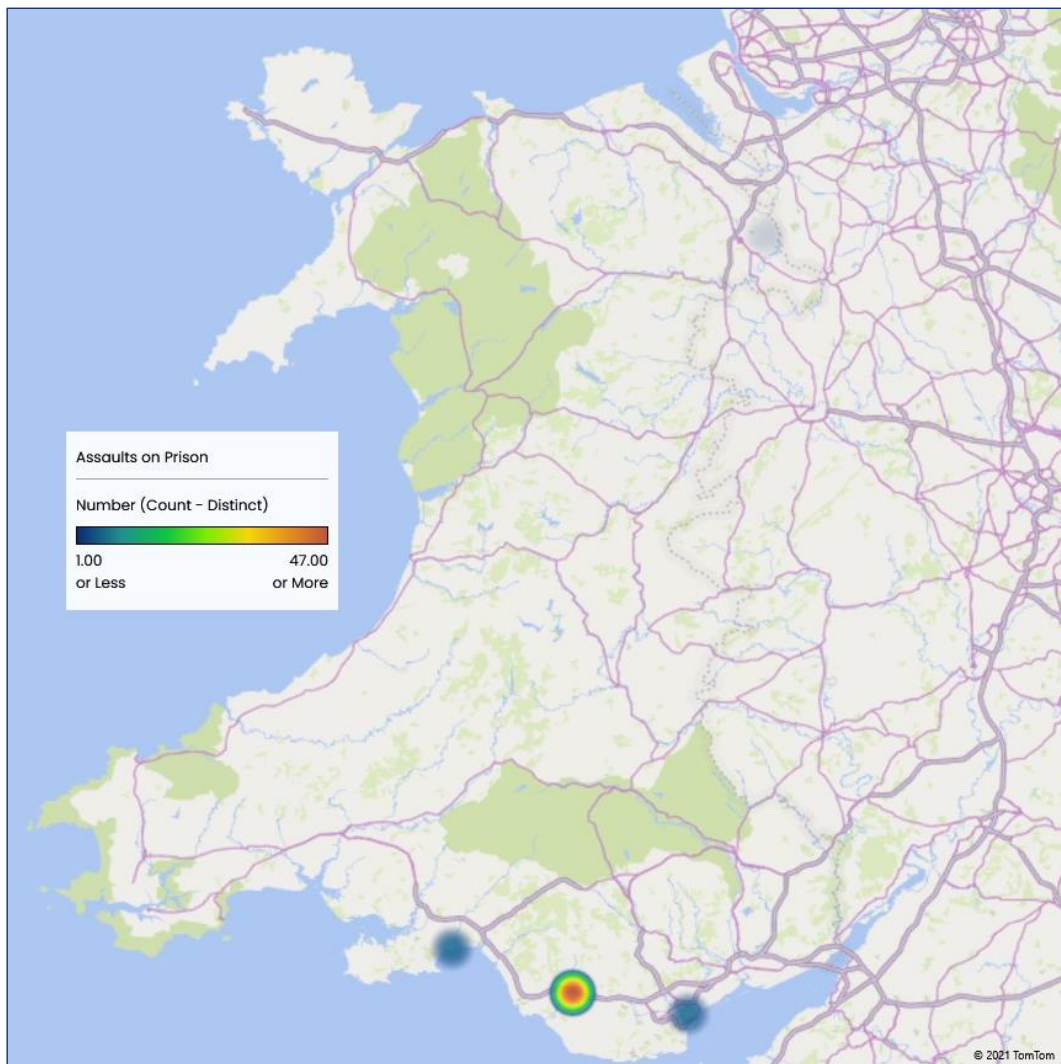 Assaults on Prison
Number (Count - Distinct)
1.00
47.00
or Less
or More
© 2021 TomTom